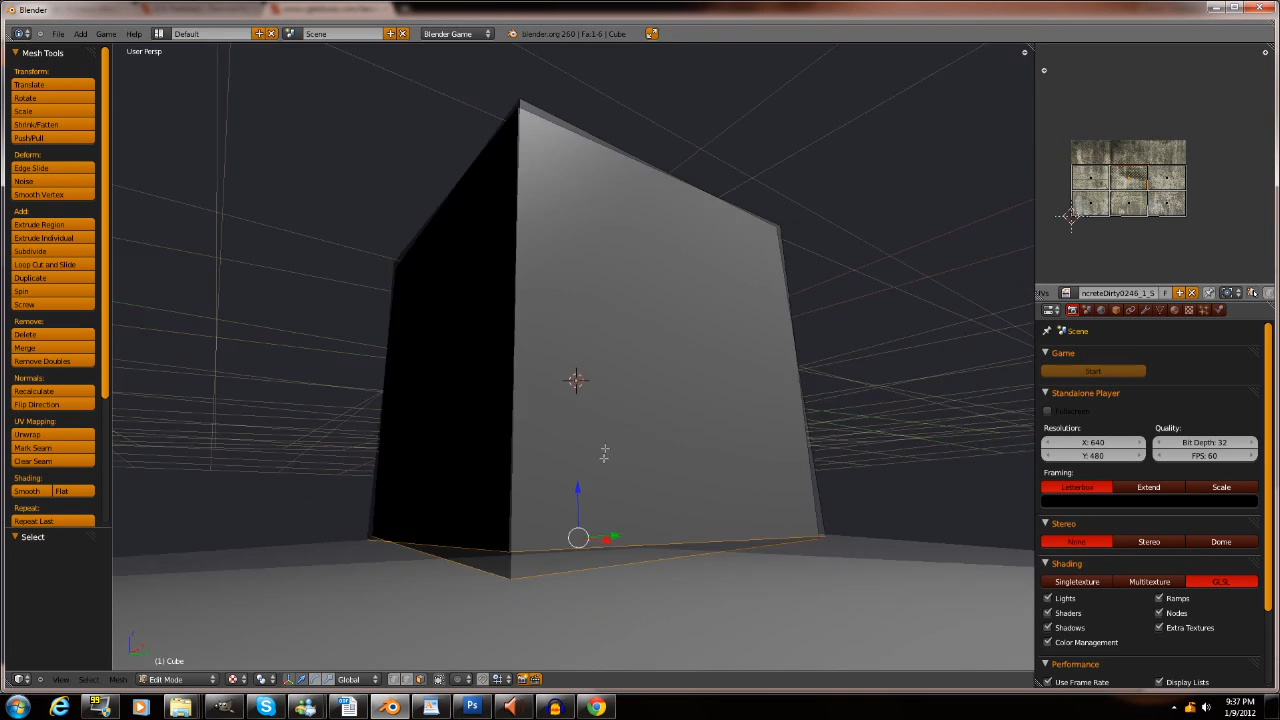 Blender
File
Add
Game
Help
Default
Scene
Blender Game
blender.org 260 | Fa:1-6 | Cube
Mesh Tools
Transform:
Translate
Rotate
Scale
Shrink/Fatten
Push/Pull
Deform:
Edge Slide
Noise
Smooth Vertex
Add:
Extrude Region
Extrude Individual
Subdivide
Loop Cut and Slide
Duplicate
Spin
Screw
Remove:
Delete
Merge
Remove Doubles
Normals:
Recalculate
Flip Direction
UV Mapping:
Unwrap
Mark Seam
Clear Seam
Shading:
Smooth Flat
Repeat:
Repeat Last
Select
User Persp
(1) Cube
View Select Mesh Edit Mode Global
IVs ncreteDirty0246_1_S F
Scene
Game
Start
Standalone Player
Fullscreen
Resolution: Quality:
X: 640 Bit Depth: 32
Y: 480 FPS: 60
Framing:
Letterbox Extend Scale
Stereo
None Stereo Dome
Shading
Singletexture Multitexture GLSL
Lights Ramps
Shaders Nodes
Shadows Extra Textures
Color Management
Performance
Use Frame Rate Display Lists
99
ODF
Ps
9:37 PM
1/9/2012